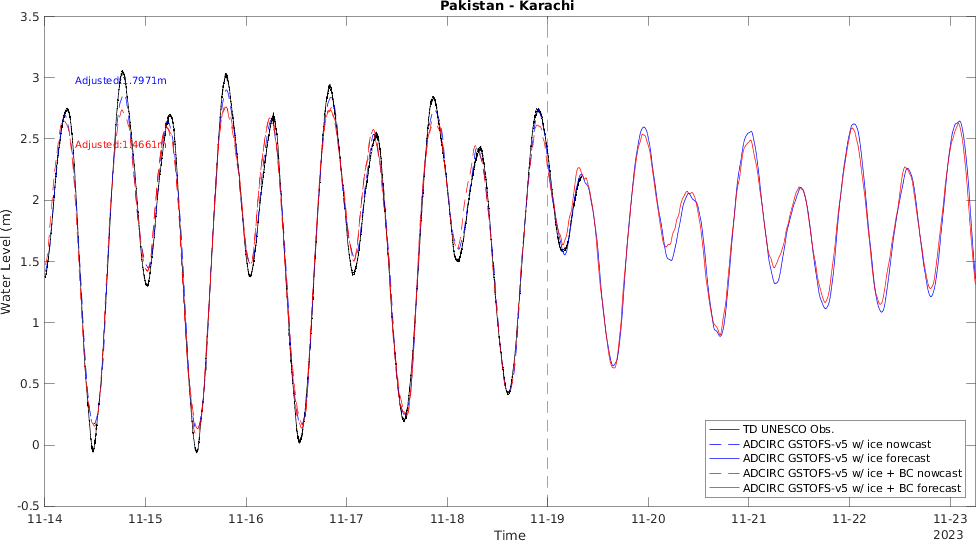 Pakistan - Karachi
3.5
3
2.5
2
1.5
1
0.5
0
-0.5
Water Level (m)
Adjusted:1.7971m
Adjusted:1.4661m
TD UNESCO Obs.
ADCIRC GSTOFS-v5 w/ ice nowcast
ADCIRC GSTOFS-v5 w/ ice forecast
ADCIRC GSTOFS-v5 w/ ice + BC nowcast
ADCIRC GSTOFS-v5 w/ ice + BC forecast
11-14 11-15 11-16 11-17 11-18 11-19 11-20 11-21 11-22 11-23
Time
2023